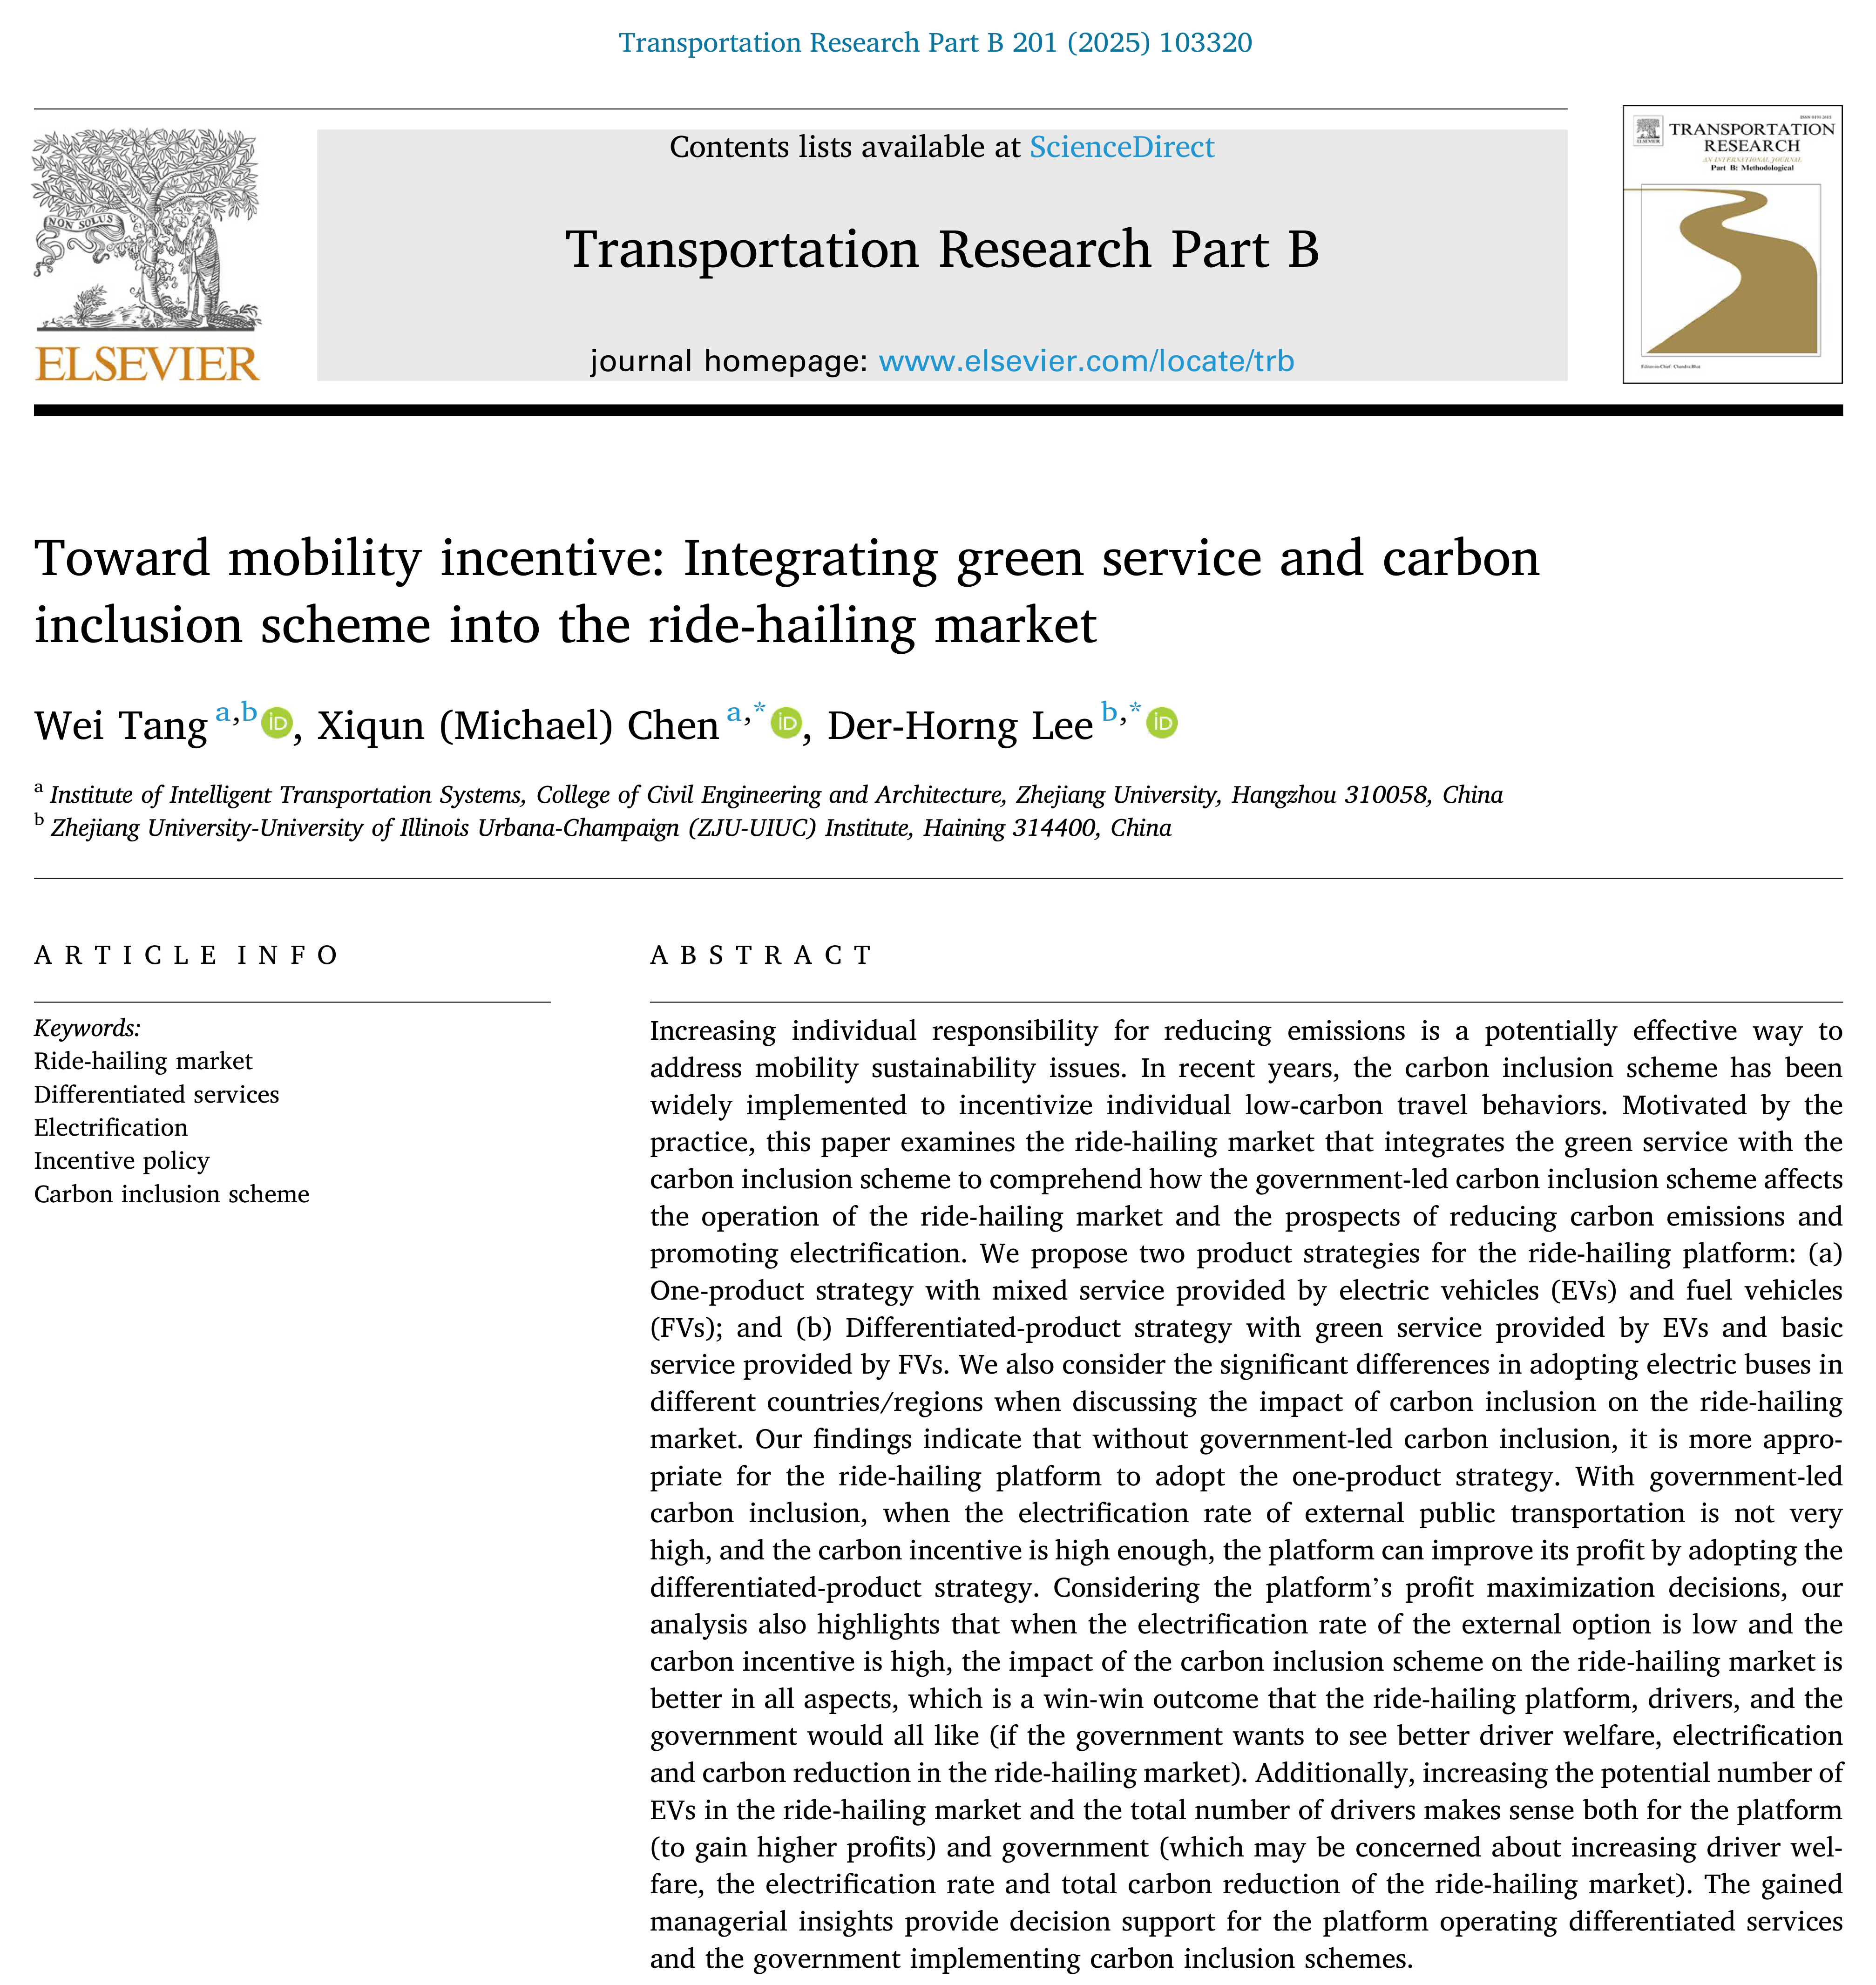 Transportation Research Part B 201 (2025) 103320
NON SOLUS
ELSEVIER
Contents lists available at ScienceDirect
Transportation Research Part B
journal homepage: www.elsevier.com/locate/trb
ELSEVIER
TRANSPORTATION
RESEARCH
AN INTERNATIONAL JOURNAL
Part B: Methodological
Editor-in-Chief: Chandra Bhat
Toward mobility incentive: Integrating green service and carbon
inclusion scheme into the ride-hailing market
Wei Tang a,b iD, Xiqun (Michael) Chen a,* iD, Der-Horng Lee b,* iD
a Institute of Intelligent Transportation Systems, College of Civil Engineering and Architecture, Zhejiang University, Hangzhou 310058, China
b Zhejiang University-University of Illinois Urbana-Champaign (ZJU-UIUC) Institute, Haining 314400, China
ARTICLE INFO
Keywords:
Ride-hailing market
Differentiated services
Electrification
Incentive policy
Carbon inclusion scheme
ABSTRACT
Increasing individual responsibility for reducing emissions is a potentially effective way to
address mobility sustainability issues. In recent years, the carbon inclusion scheme has been
widely implemented to incentivize individual low-carbon travel behaviors. Motivated by the
practice, this paper examines the ride-hailing market that integrates the green service with the
carbon inclusion scheme to comprehend how the government-led carbon inclusion scheme affects
the operation of the ride-hailing market and the prospects of reducing carbon emissions and
promoting electrification. We propose two product strategies for the ride-hailing platform: (a)
One-product strategy with mixed service provided by electric vehicles (EVs) and fuel vehicles
(FVs); and (b) Differentiated-product strategy with green service provided by EVs and basic
service provided by FVs. We also consider the significant differences in adopting electric buses in
different countries/regions when discussing the impact of carbon inclusion on the ride-hailing
market. Our findings indicate that without government-led carbon inclusion, it is more appro-
priate for the ride-hailing platform to adopt the one-product strategy. With government-led
carbon inclusion, when the electrification rate of external public transportation is not very
high, and the carbon incentive is high enough, the platform can improve its profit by adopting the
differentiated-product strategy. Considering the platform's profit maximization decisions, our
analysis also highlights that when the electrification rate of the external option is low and the
carbon incentive is high, the impact of the carbon inclusion scheme on the ride-hailing market is
better in all aspects, which is a win-win outcome that the ride-hailing platform, drivers, and the
government would all like (if the government wants to see better driver welfare, electrification
and carbon reduction in the ride-hailing market). Additionally, increasing the potential number of
EVs in the ride-hailing market and the total number of drivers makes sense both for the platform
(to gain higher profits) and government (which may be concerned about increasing driver wel-
fare, the electrification rate and total carbon reduction of the ride-hailing market). The gained
managerial insights provide decision support for the platform operating differentiated services
and the government implementing carbon inclusion schemes.